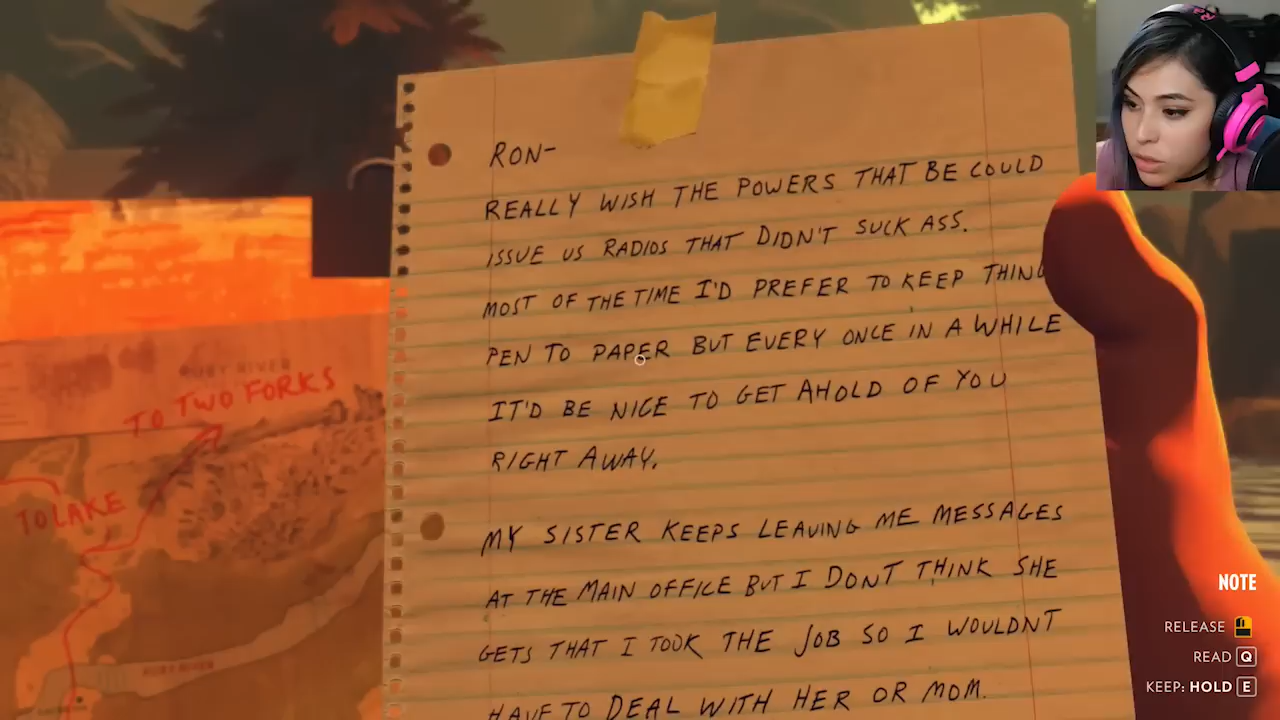 RON-
REALLY WISH THE POWERS THAT BE COULD
ISSUE US RADIOS THAT DIDN'T SUCK ASS.
MOST OF THE TIME I'D PREFER TO KEEP
PEN TO PAPER BUT EVERY ONCE IN A WHILE
IT'D BE NICE TO GET AHOLD OF YOU
RIGHT AWAY.
MY SISTER KEEPS LEAVING ME MESSAGES
AT THE MAIN OFFICE BUT I DONT THINK SHE
GETS THAT I TOOK THE JOB SO I WOULDNT
HAVE TO DEAL WITH HER OR MOM.
RUBY RIVER
TO TWO FORKS
TO LAKE
RUBY RIVER
NOTE
RELEASE
READ Q
KEEP: HOLD E